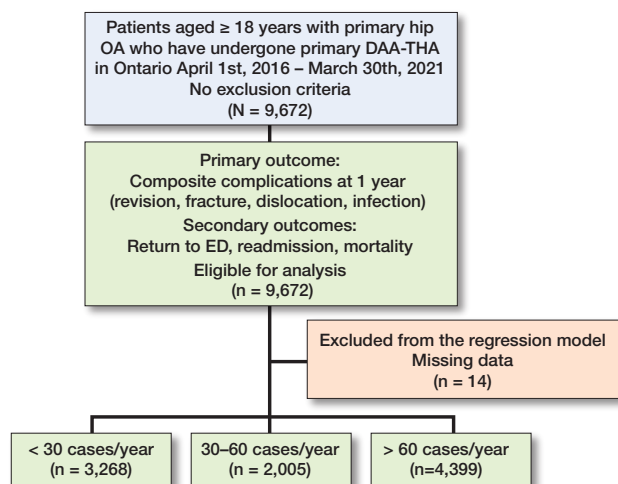 Patients aged ≥ 18 years with primary hip
OA who have undergone primary DAA-THA
in Ontario April 1st, 2016 – March 30th, 2021
No exclusion criteria
(N = 9,672)
Primary outcome:
Composite complications at 1 year
(revision, fracture, dislocation, infection)
Secondary outcomes:
Return to ED, readmission, mortality
Eligible for analysis
(n = 9,672)
Excluded from the regression model
Missing data
(n = 14)
< 30 cases/year
(n = 3,268)
30–60 cases/year
(n = 2,005)
> 60 cases/year
(n=4,399)